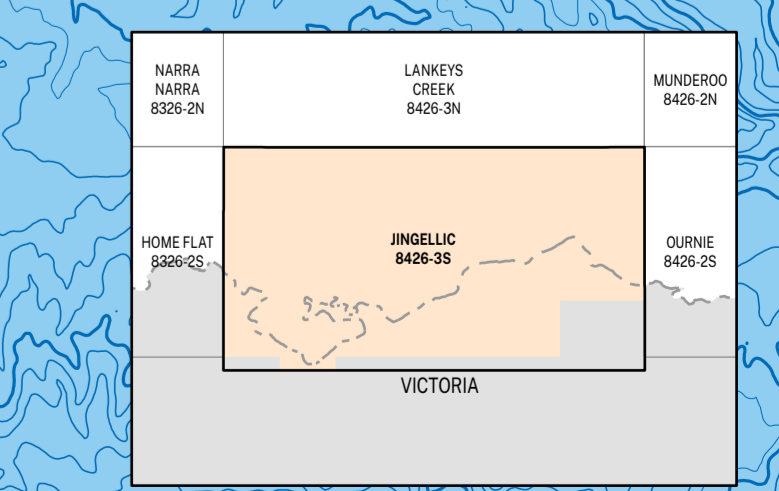 NARRA
NARRA
8326-2N
LANKEYS
CREEK
8426-3N
MUNDEROO
8426-2N
HOME FLAT
8326-2S
JINGELLIC
8426-3S
OURNIE
8426-2S
VICTORIA